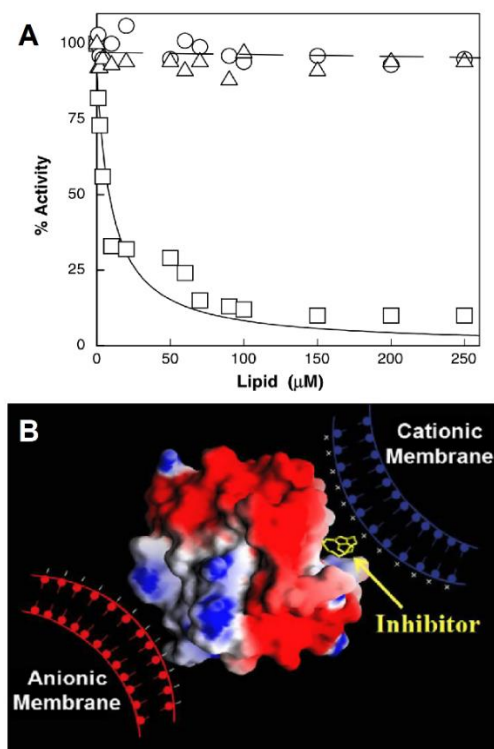 A
100
75
50
25
0
% Activity
0
50
100
150
200
250
Lipid (μM)
B
Cationic
Membrane
Inhibitor
Anionic
Membrane